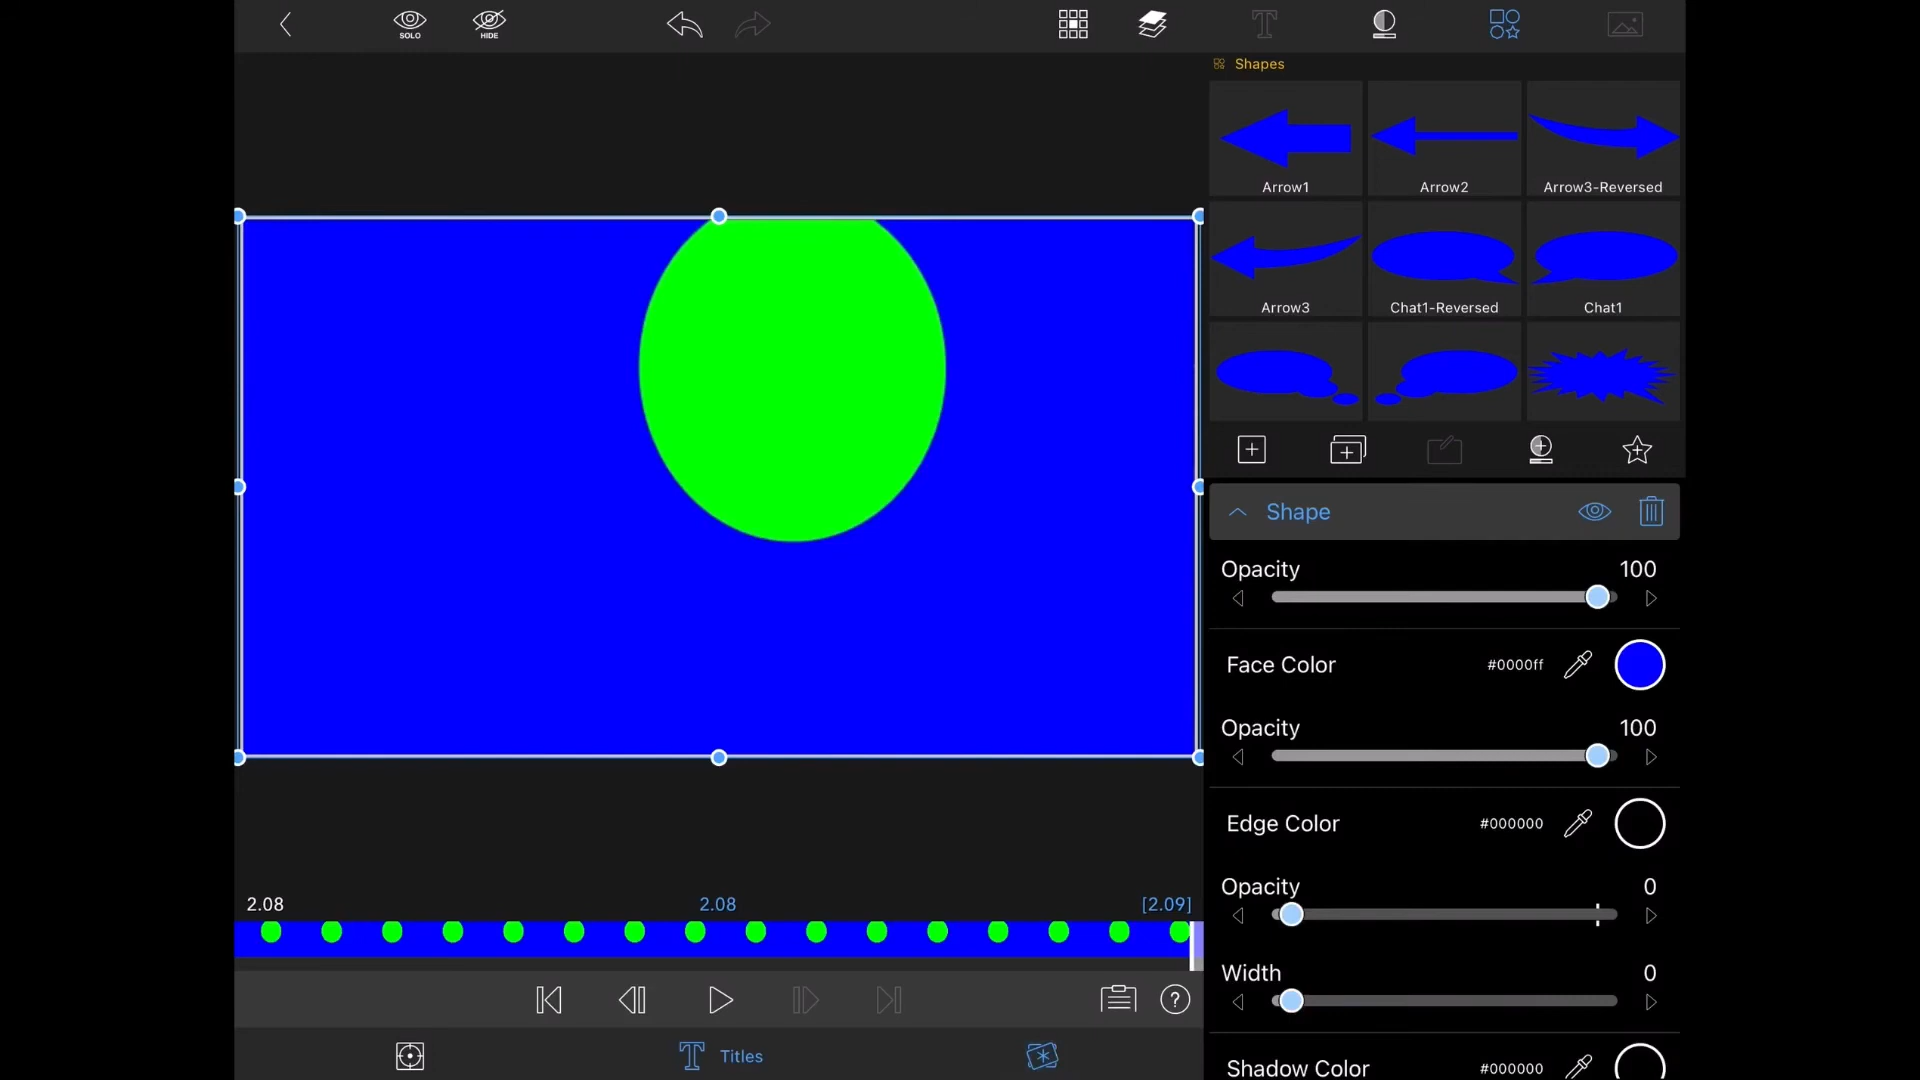 SOLO
HIDE
Shapes
Arrow1
Arrow2
Arrow3-Reversed
Arrow3
Chat1-Reversed
Chat1
Shape
Opacity 100
Face Color #0000ff
Opacity 100
Edge Color #000000
Opacity 0
Width 0
Shadow Color #000000
2.08
2.08
[2.09]
?
T Titles